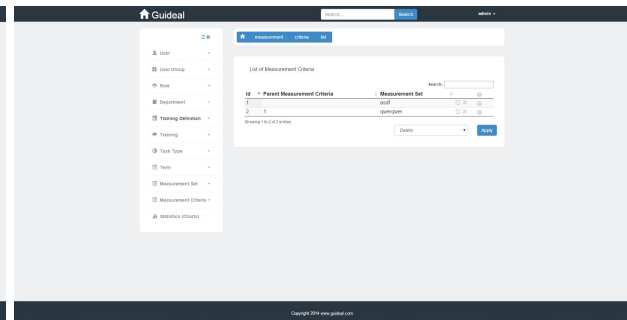 Guideal
Search...
Search
admin
measurement criteria list
User
User Group
Role
Department
Training Definition
Training
Task Type
Term
Measurement Set
Measurement Criteria
Statistics (Charts)
List of Measurement Criteria
Search:
Id Parent Measurement Criteria Measurement Set
1 asdf
2 1 qwerqwer
Showing 1 to 2 of 2 entries
Delete
Apply
Copyright 2014 www.guideal.com